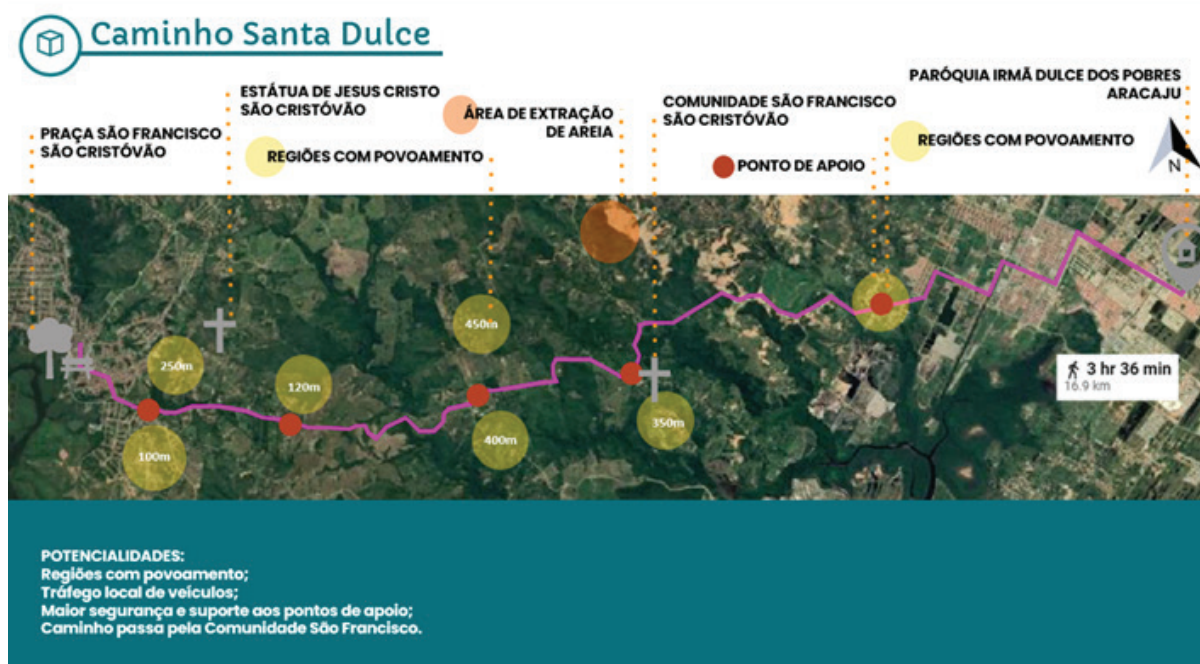 Caminho Santa Dulce
PRAÇA SÃO FRANCISCO
SÃO CRISTÓVÃO
ESTÁTUA DE JESUS CRISTO
SÃO CRISTÓVÃO
REGIÕES COM POVOAMENTO
ÁREA DE EXTRAÇÃO
DE AREIA
COMUNIDADE SÃO FRANCISCO
SÃO CRISTÓVÃO
PONTO DE APOIO
PARÓQUIA IRMÃ DULCE DOS POBRES
ARACAJU
REGIÕES COM POVOAMENTO
N
250m
100m
120m
450m
400m
350m
3 hr 36 min
16.9 km
POTENCIALIDADES:
Regiões com povoamento;
Tráfego local de veículos;
Maior segurança e suporte aos pontos de apoio;
Caminho passa pela Comunidade São Francisco.